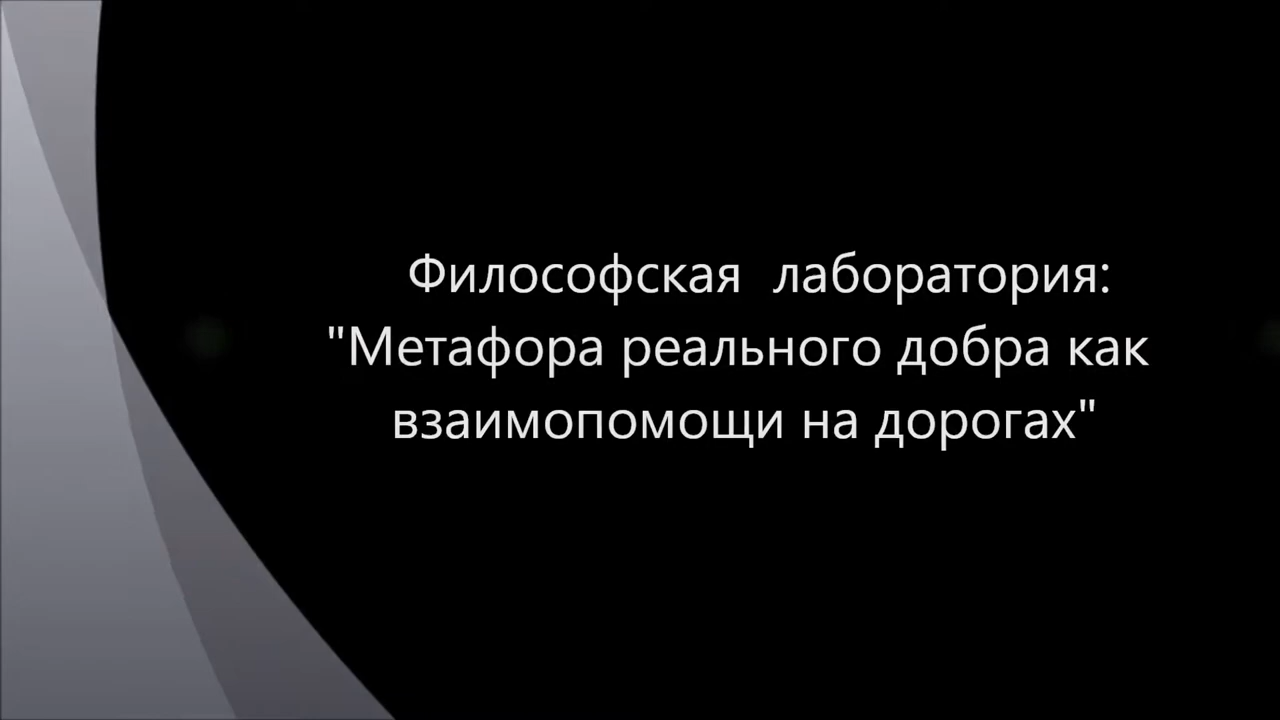 Философская  лаборатория:
"Метафора реального добра как
взаимопомощи на дорогах"